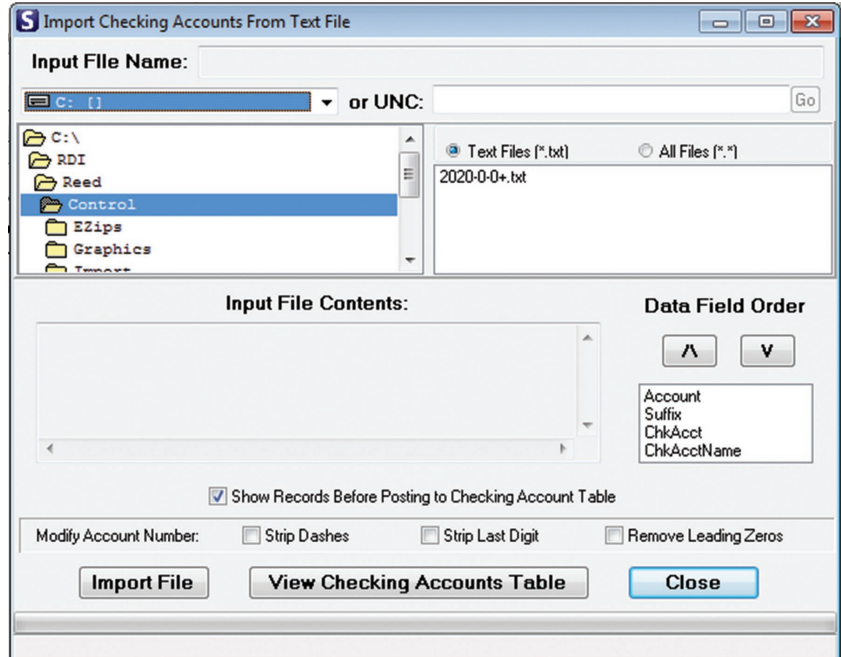 S Import Checking Accounts From Text File
Input FIle Name:
C: [] or UNC: Go
C:\
RDI
Reed
Control
EZips
Graphics
Import
Text Files (*.txt) All Files (*.*)
2020-0-0+.txt
Input File Contents:
Data Field Order
/\ V
Account
Suffix
ChkAcct
ChkAcctName
Show Records Before Posting to Checking Account Table
Modify Account Number: Strip Dashes Strip Last Digit Remove Leading Zeros
Import File View Checking Accounts Table Close